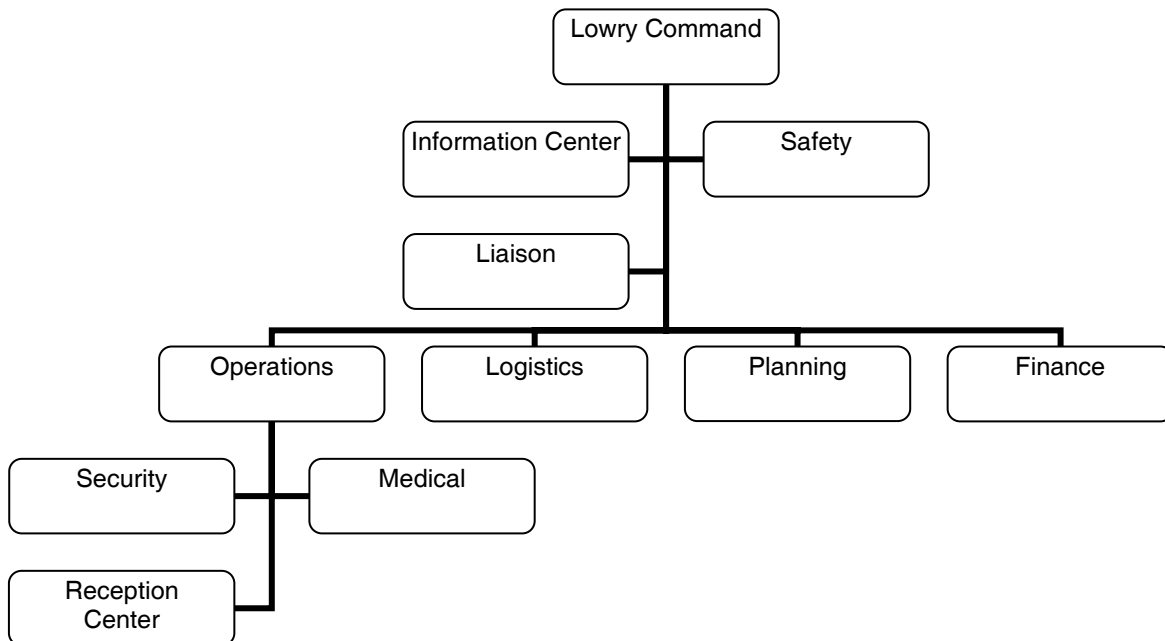 Lowry Command
Information Center
Safety
Liaison
Operations
Logistics
Planning
Finance
Security
Medical
Reception
Center